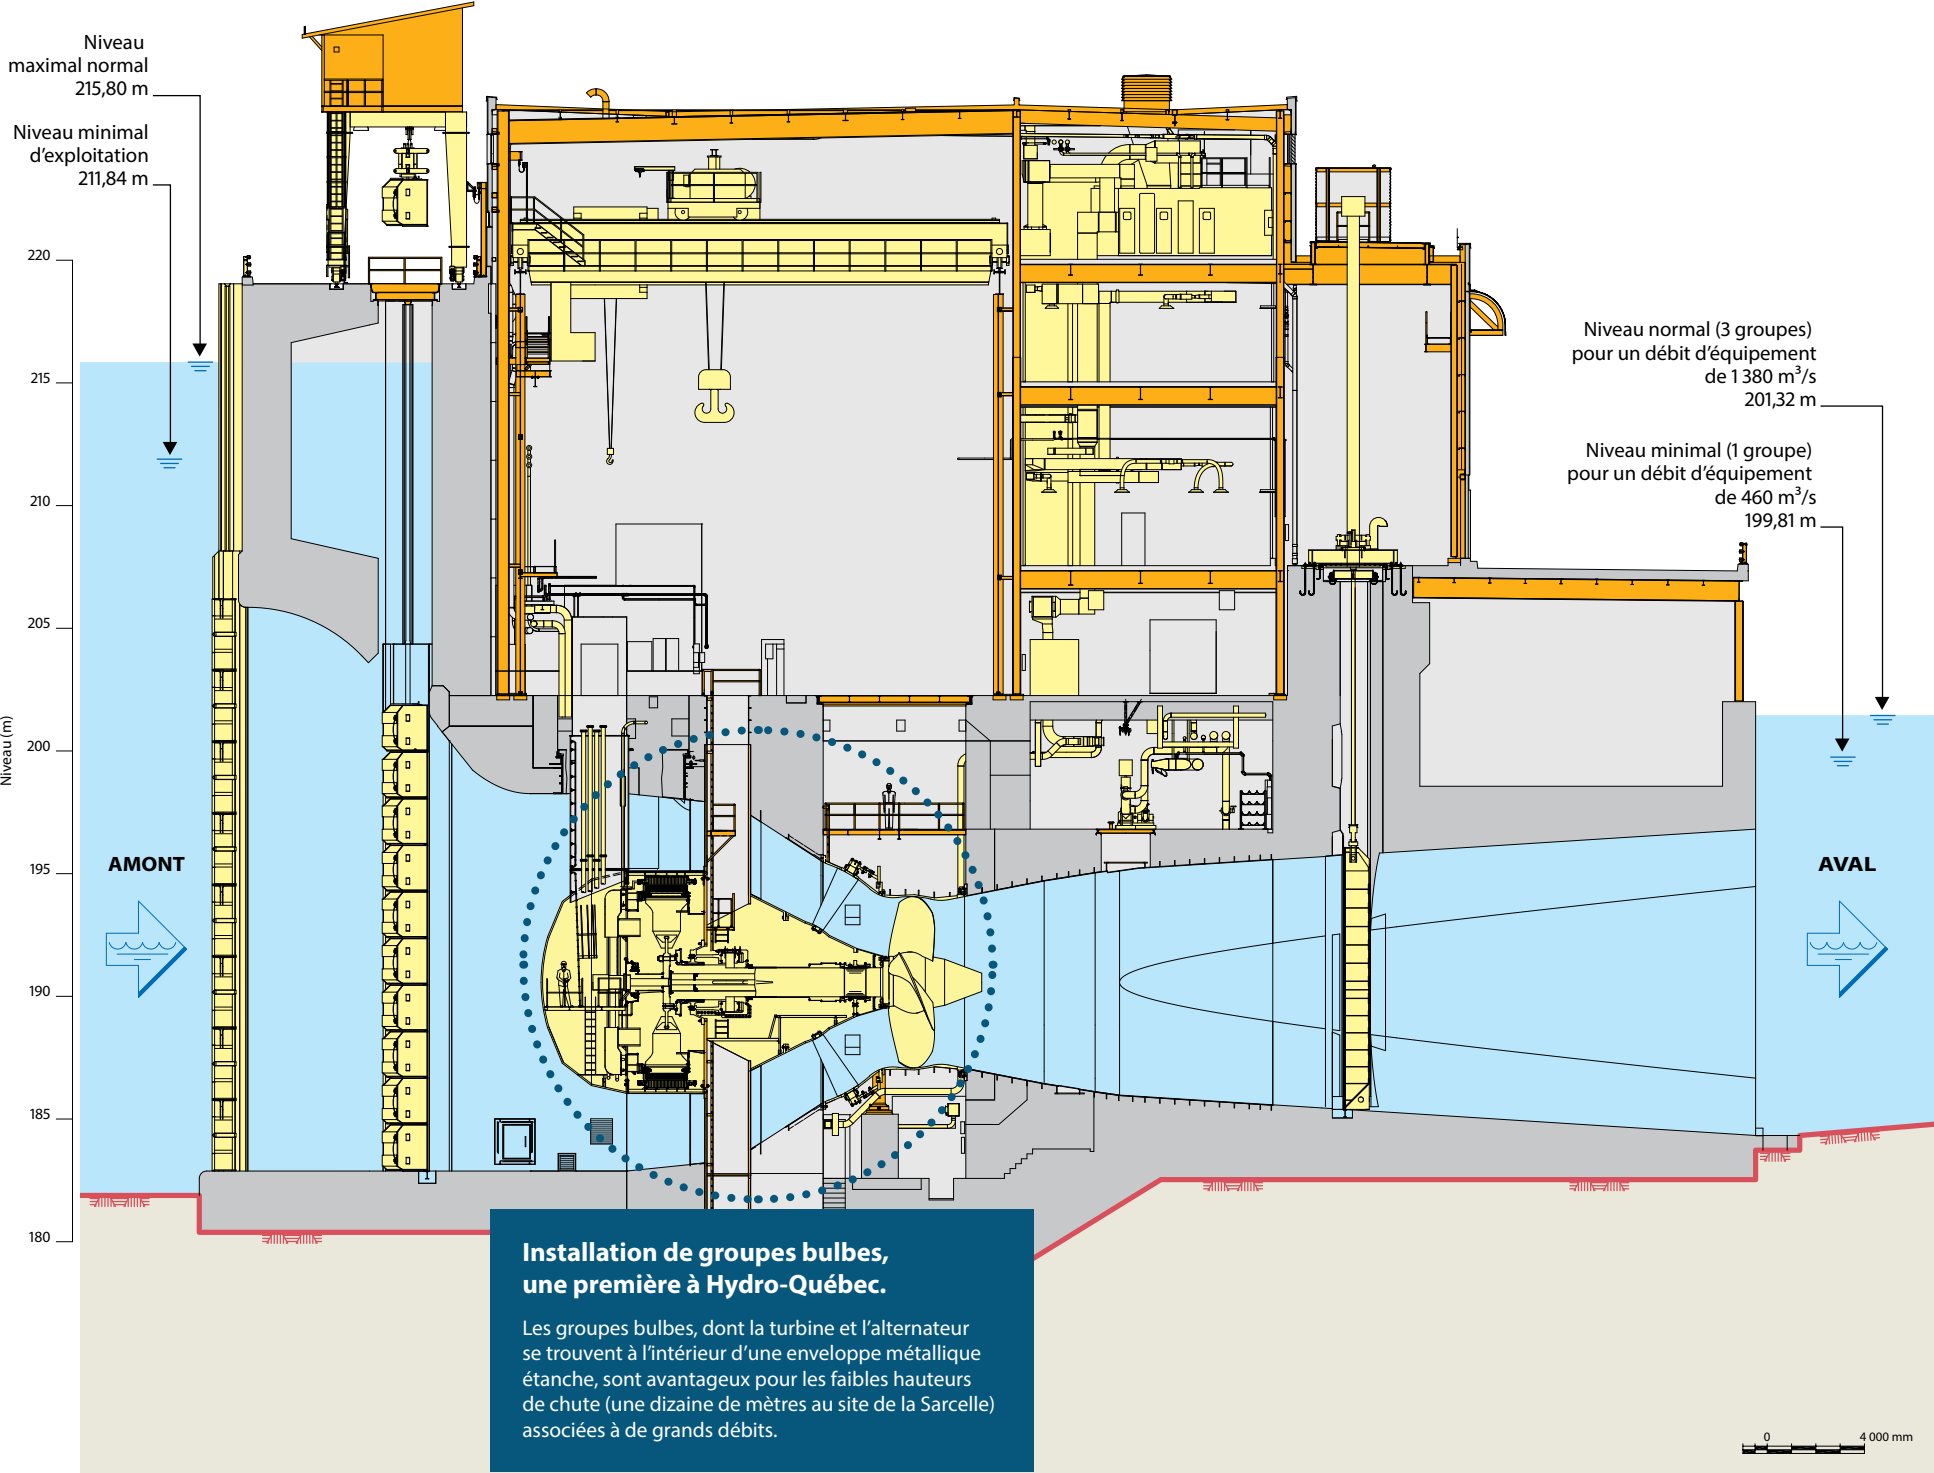 Niveau
maximal normal
215,80 m
Niveau minimal
d'exploitation
211,84 m
220
215
210
205
200
195
190
185
180
Niveau (m)
AMONT
Niveau normal (3 groupes)
pour un débit d'équipement
de 1 380 m³/s
201,32 m
Niveau minimal (1 groupe)
pour un débit d'équipement
de 460 m³/s
199,81 m
AVAL
Installation de groupes bulbes,
une première à Hydro-Québec.
Les groupes bulbes, dont la turbine et l'alternateur
se trouvent à l'intérieur d'une enveloppe métallique
étanche, sont avantageux pour les faibles hauteurs
de chute (une dizaine de mètres au site de la Sarcelle)
associées à de grands débits.
0 4 000 mm